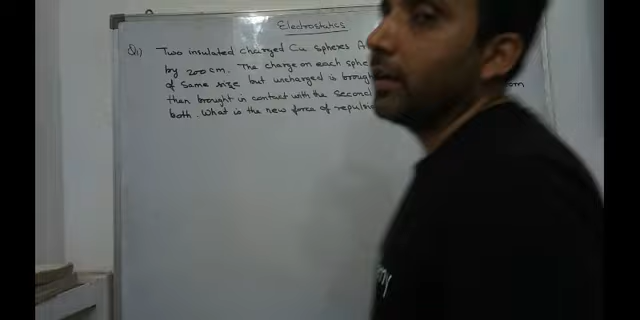 Electrostatics
Q1) Two insulated charged Cu spheres A
by 200 cm. The charge on each sphe
of same size but uncharged is brough
then brought in contact with the second
both. What is the new force of repulsi